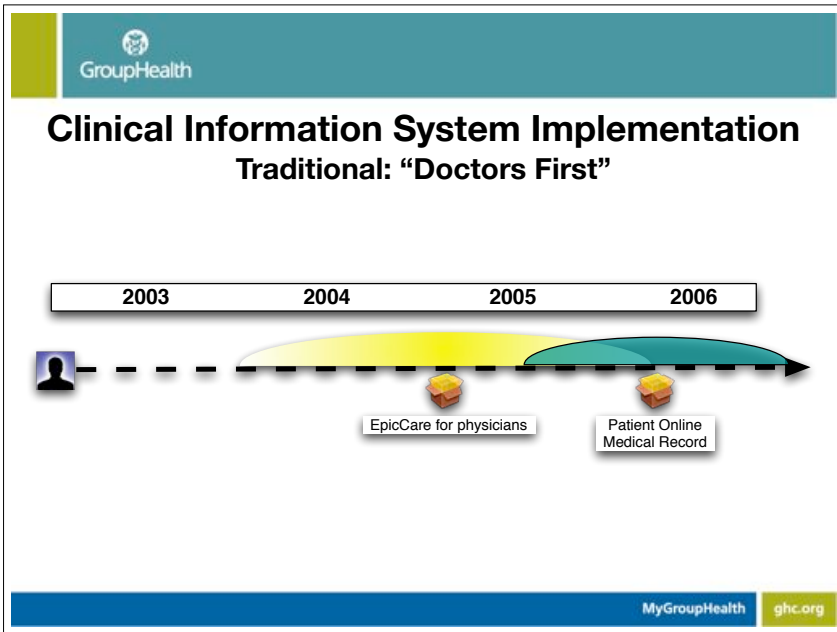 GroupHealth
Clinical Information System Implementation
Traditional: “Doctors First”
2003 2004 2005 2006
EpicCare for physicians
Patient Online
Medical Record
MyGroupHealth ghc.org